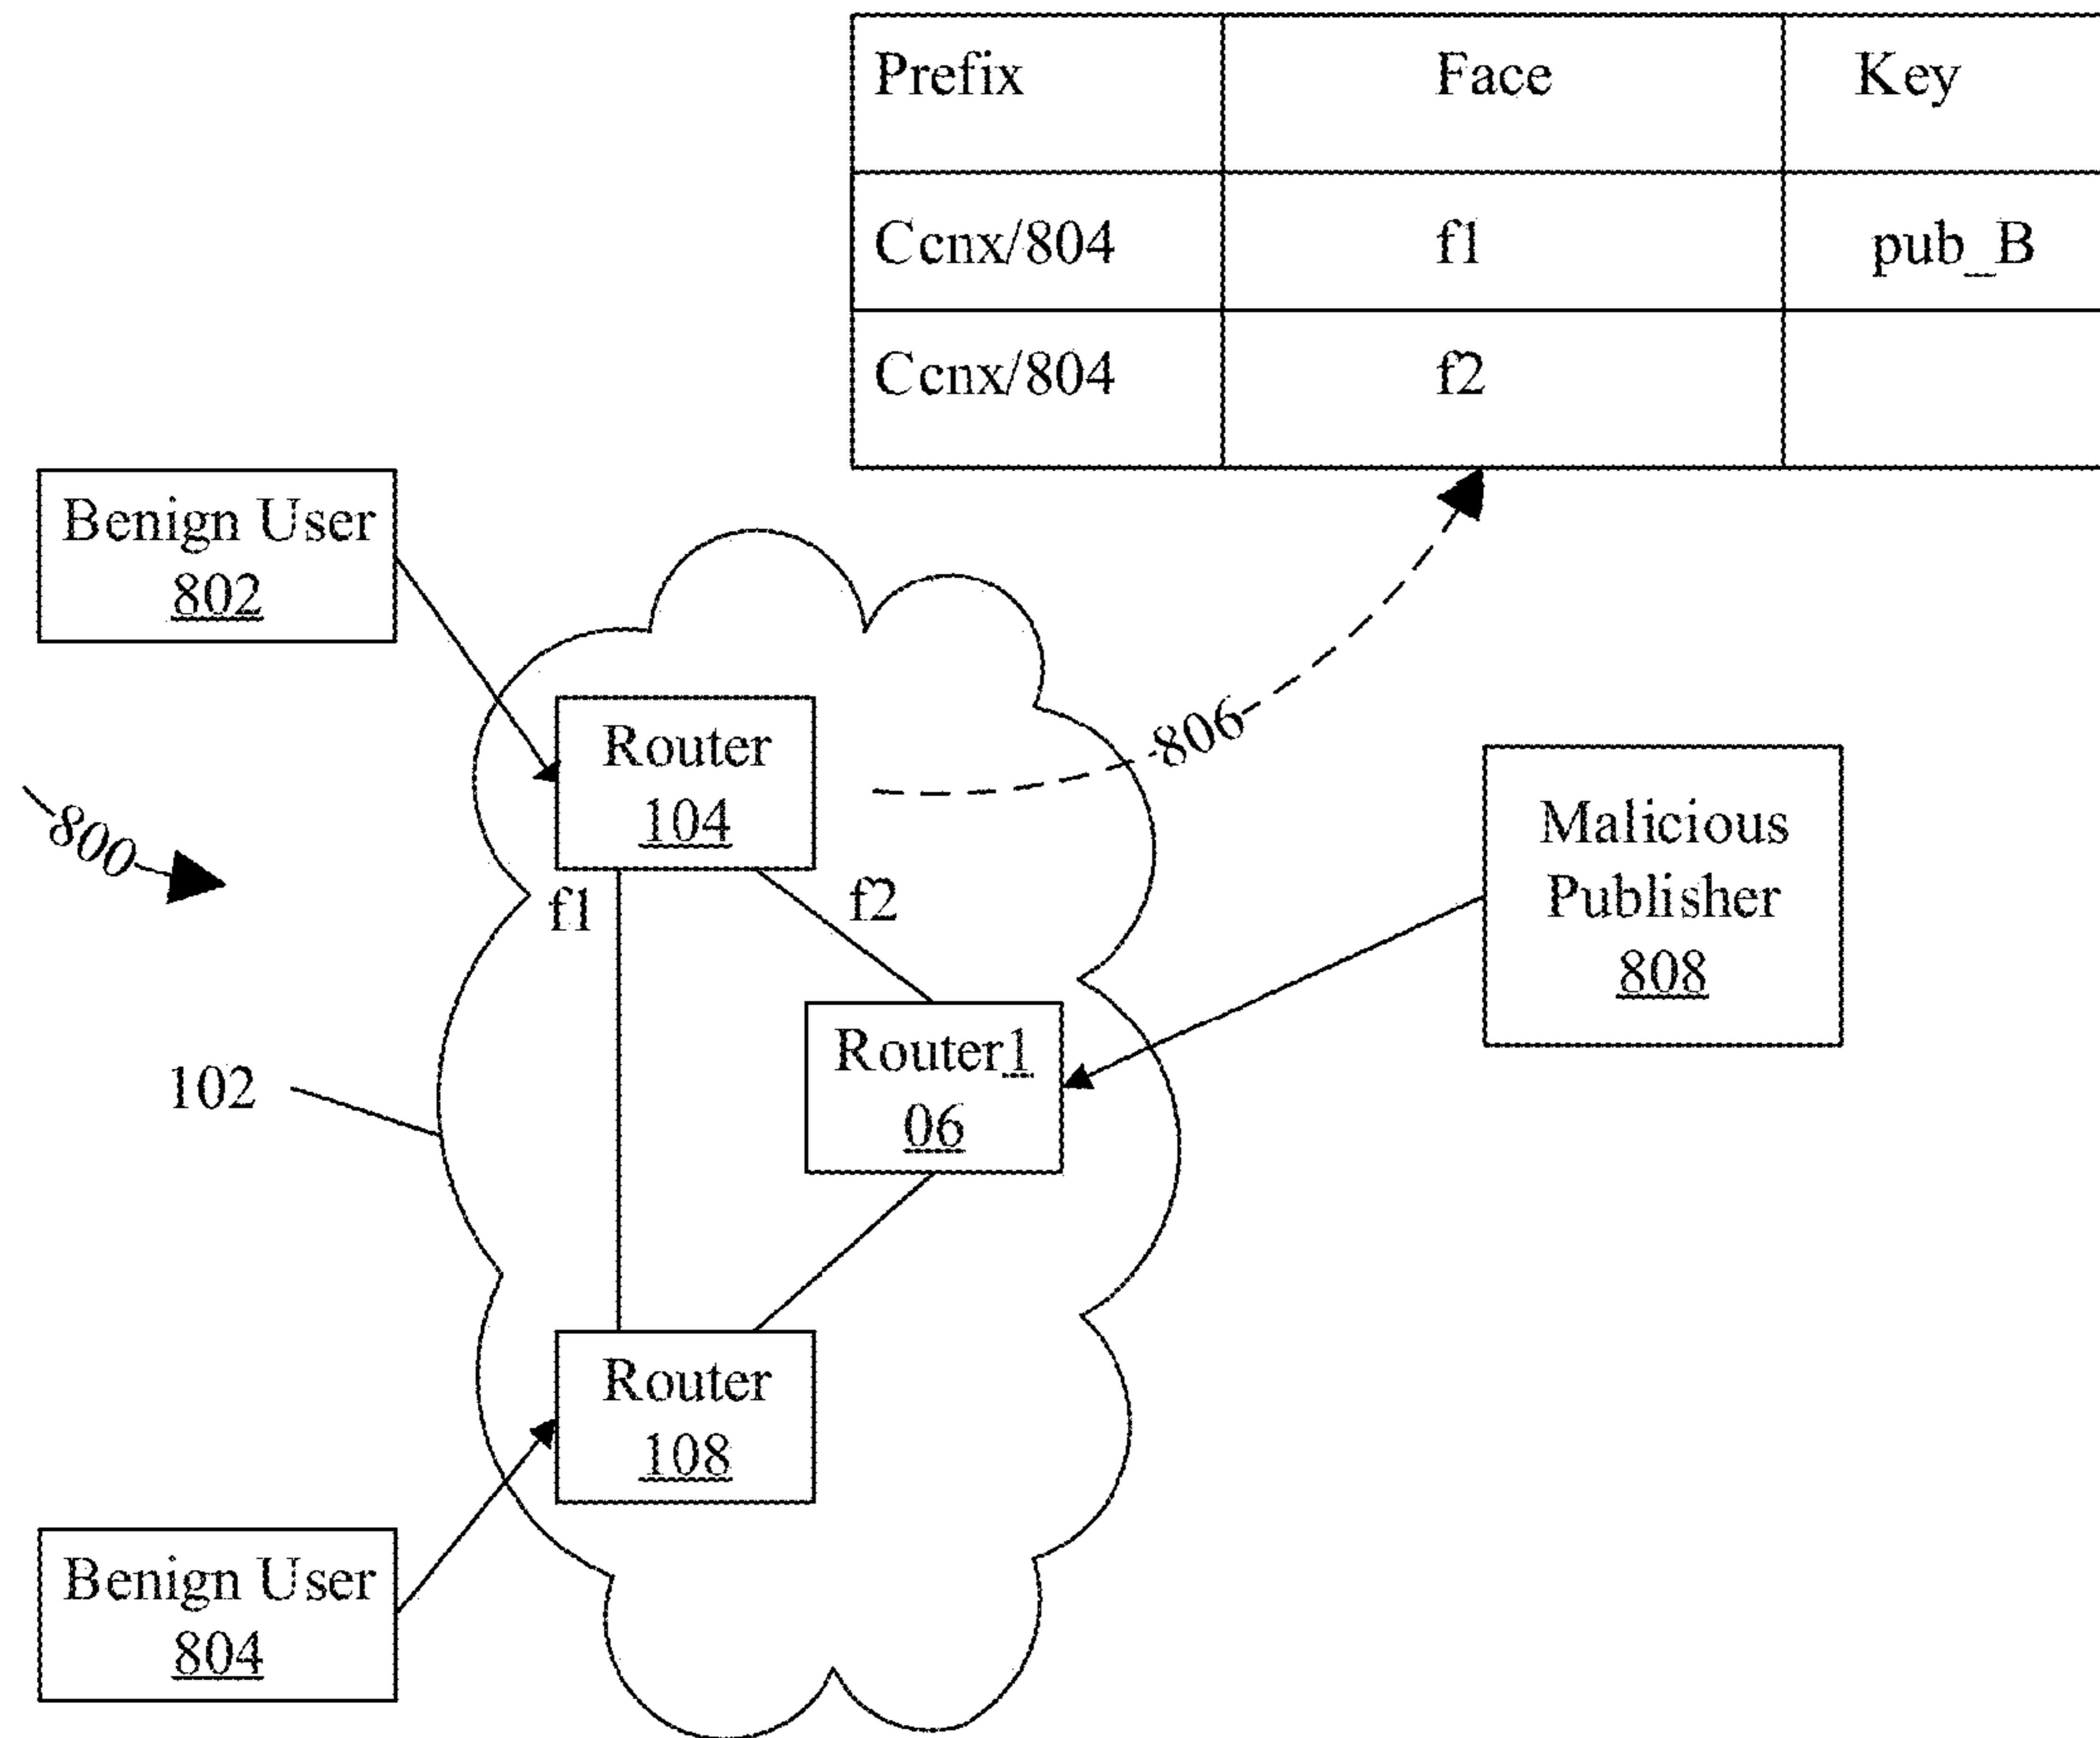 Prefix Face Key
Ccnx/804 f1 pub_B
Ccnx/804 f2
Benign User
802
Router
104
806
800
f1
f2
Malicious
Publisher
808
Router1
06
102
Router
108
Benign User
804